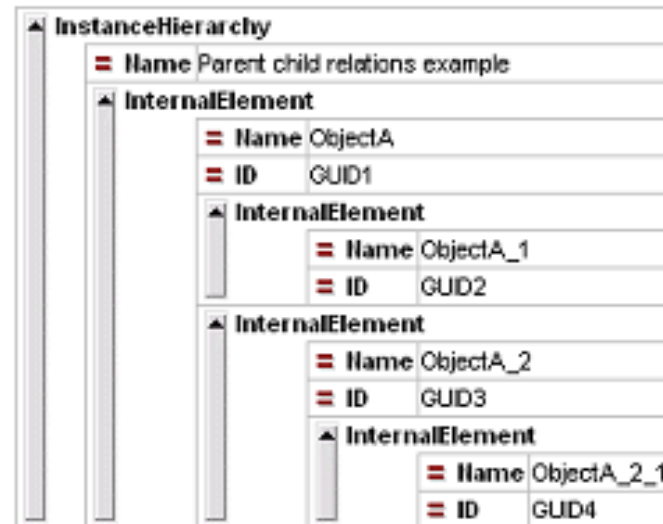 InstanceHierarchy
= Name Parent child relations example
InternalElement
= Name ObjectA
= ID GUID1
InternalElement
= Name ObjectA_1
= ID GUID2
InternalElement
= Name ObjectA_2
= ID GUID3
InternalElement
= Name ObjectA_2_1
= ID GUID4